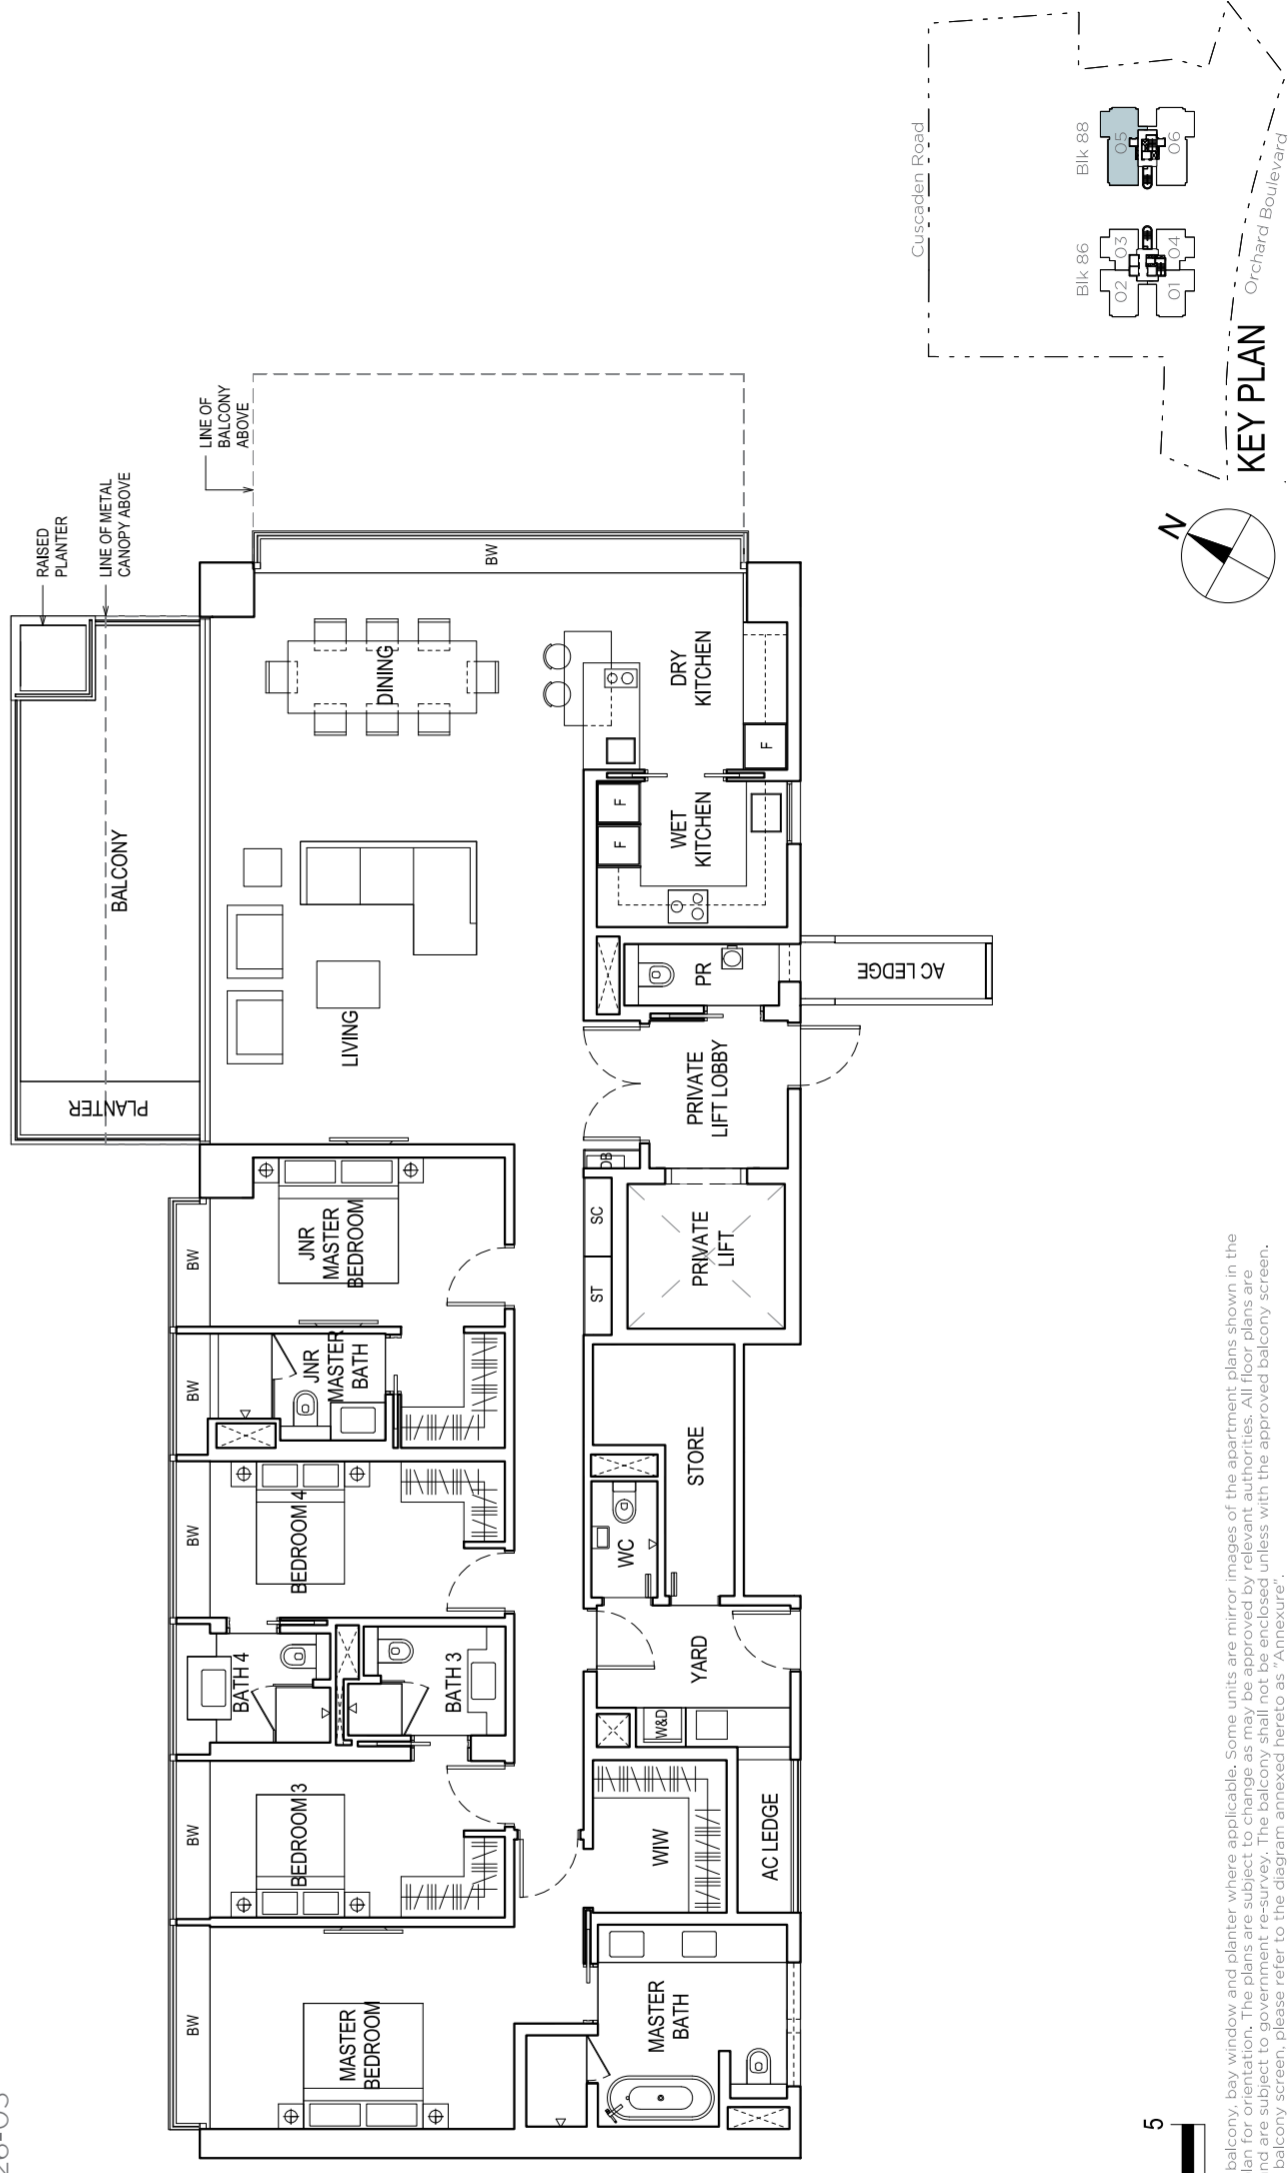 RAISED
PLANTER
LINE OF METAL
CANOPY ABOVE
LINE OF
BALCONY
ABOVE
BALCONY
PLANTER
BW
DINING
LIVING
DRY
KITCHEN
F
WET
KITCHEN
F
F
PR
AC LEDGE
PRIVATE
LIFT LOBBY
DB
SC
ST
PRIVATE
LIFT
BW
JNR
MASTER
BEDROOM
BW
JNR
MASTER
BATH
BW
BEDROOM 4
STORE
WC
YARD
BATH 4
BATH 3
W&D
BW
BEDROOM 3
WIW
AC LEDGE
BW
MASTER
BEDROOM
MASTER
BATH
Cuscaden Road
Blk 86
Blk 88
02
03
05
01
04
06
Orchard Boulevard
KEY PLAN
N
5
balcony, bay window and planter where applicable. Some units are mirror images of the apartment plans shown in the
lan for orientation. The plans are subject to change as may be approved by relevant authorities. All floor plans are
nd are subject to government re-survey. The balcony shall not be enclosed unless with the approved balcony screen.
balcony screen, please refer to the diagram annexed hereto as "Annexure".